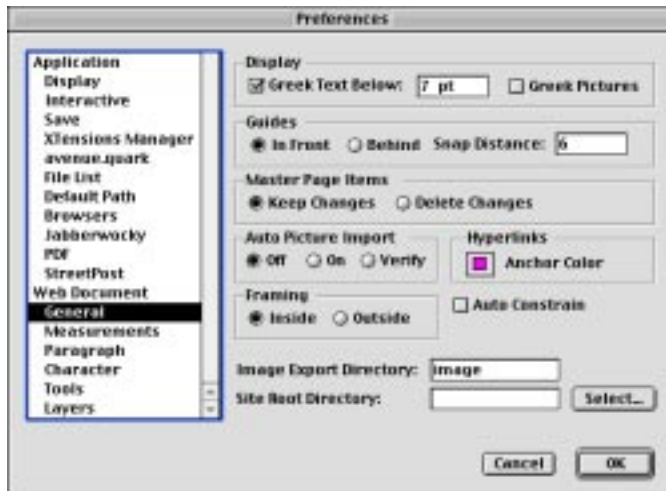 Preferences
Application
Display
Interactive
Save
XTensions Manager
avenue.quark
File List
Default Path
Browsers
Jabberwocky
PDF
StreetPost
Web Document
General
Measurements
Paragraph
Character
Tools
Layers
Display
Greek Text Below: 7 pt Greek Pictures
Guides
In Front Behind Snap Distance: 6
Master Page Items
Keep Changes Delete Changes
Auto Picture Import
Off On Verify
Hyperlinks
Anchor Color
Framing
Inside Outside
Auto Constrain
Image Export Directory: image
Site Root Directory: Select...
Cancel OK